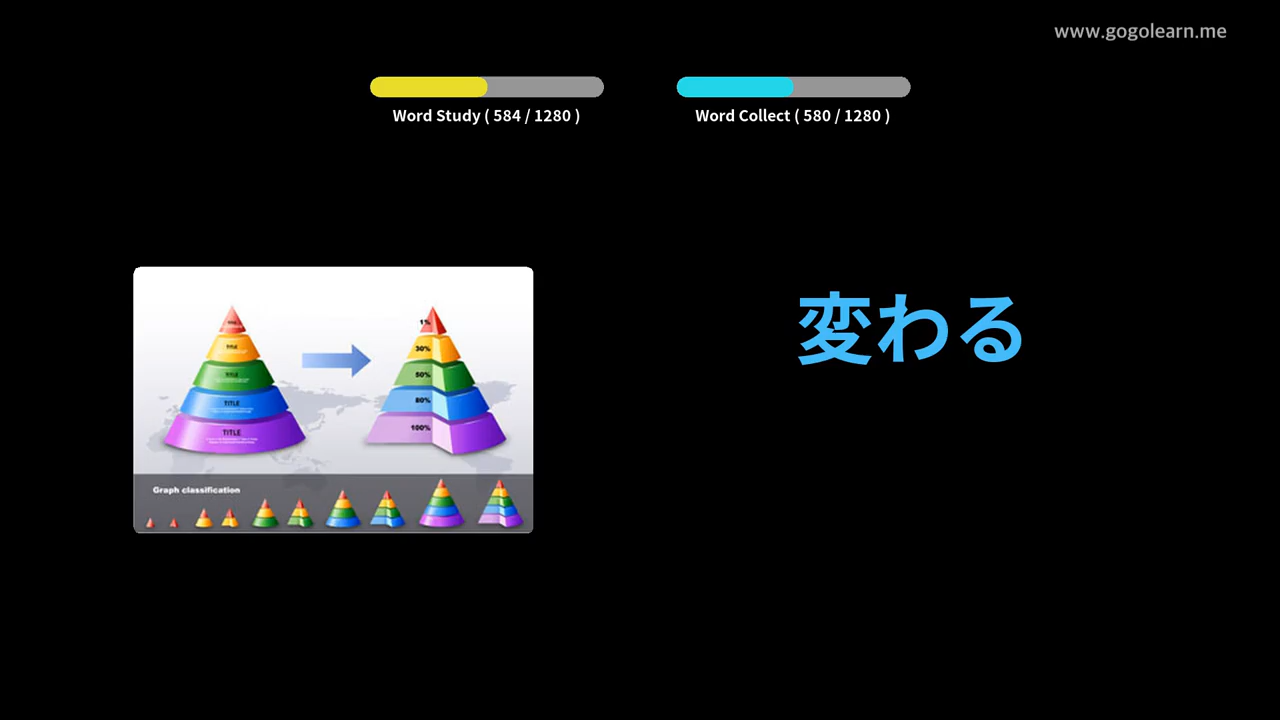 www.gogolearn.me
Word Study ( 584 / 1280 )
Word Collect ( 580 / 1280 )
変わる
TITLE
TITLE
TITLE
TITLE
1%
30%
50%
80%
100%
Graph classification